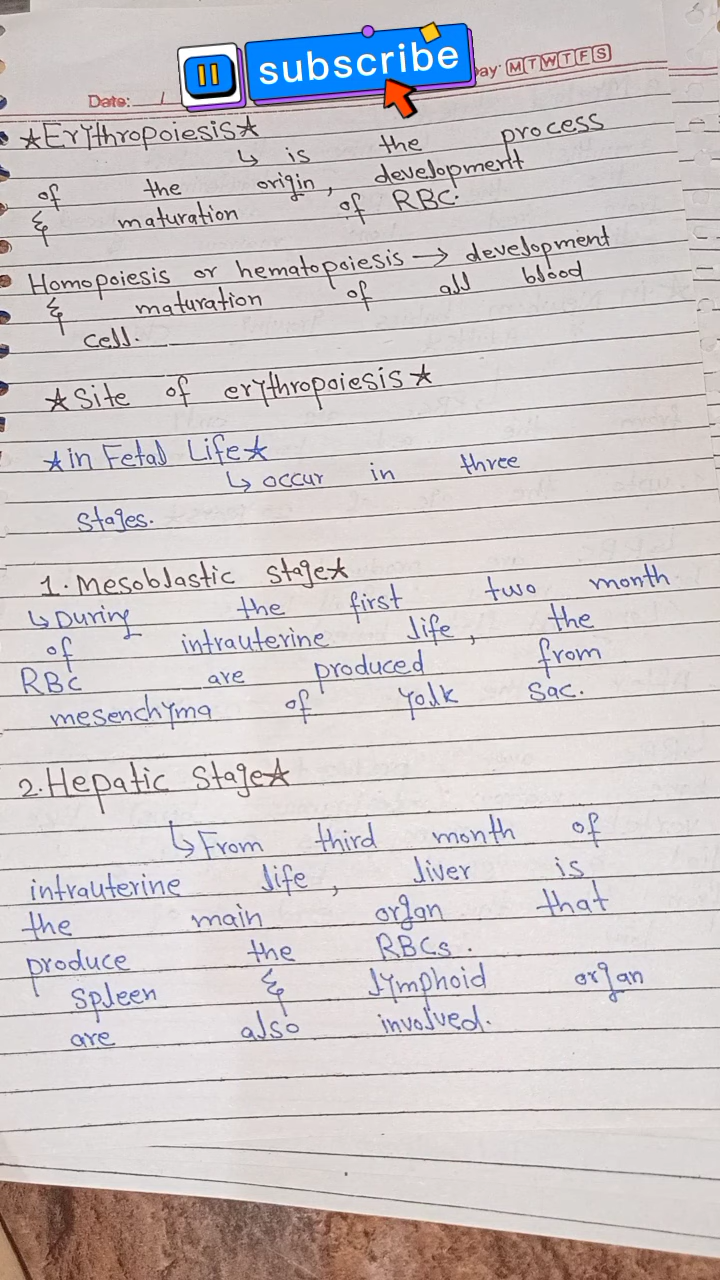 subscribe
Date: / ay: M T W T F S
★Erythropoiesis★
↳ is the process
of the origin, development
& maturation of RBC.
Homopoiesis or hematopoiesis → development
& maturation of all blood
cell.
★Site of erythropoiesis★
★in Fetal Life★
↳ occur in three
stages.
1. Mesoblastic stage★
↳During the first two month
of intrauterine life, the
RBC are produced from
mesenchyma of yolk sac.
2. Hepatic Stage★
↳From third month of
intrauterine life, liver is
the main organ that
produce the RBCs.
Spleen & lymphoid organ
are also involved.